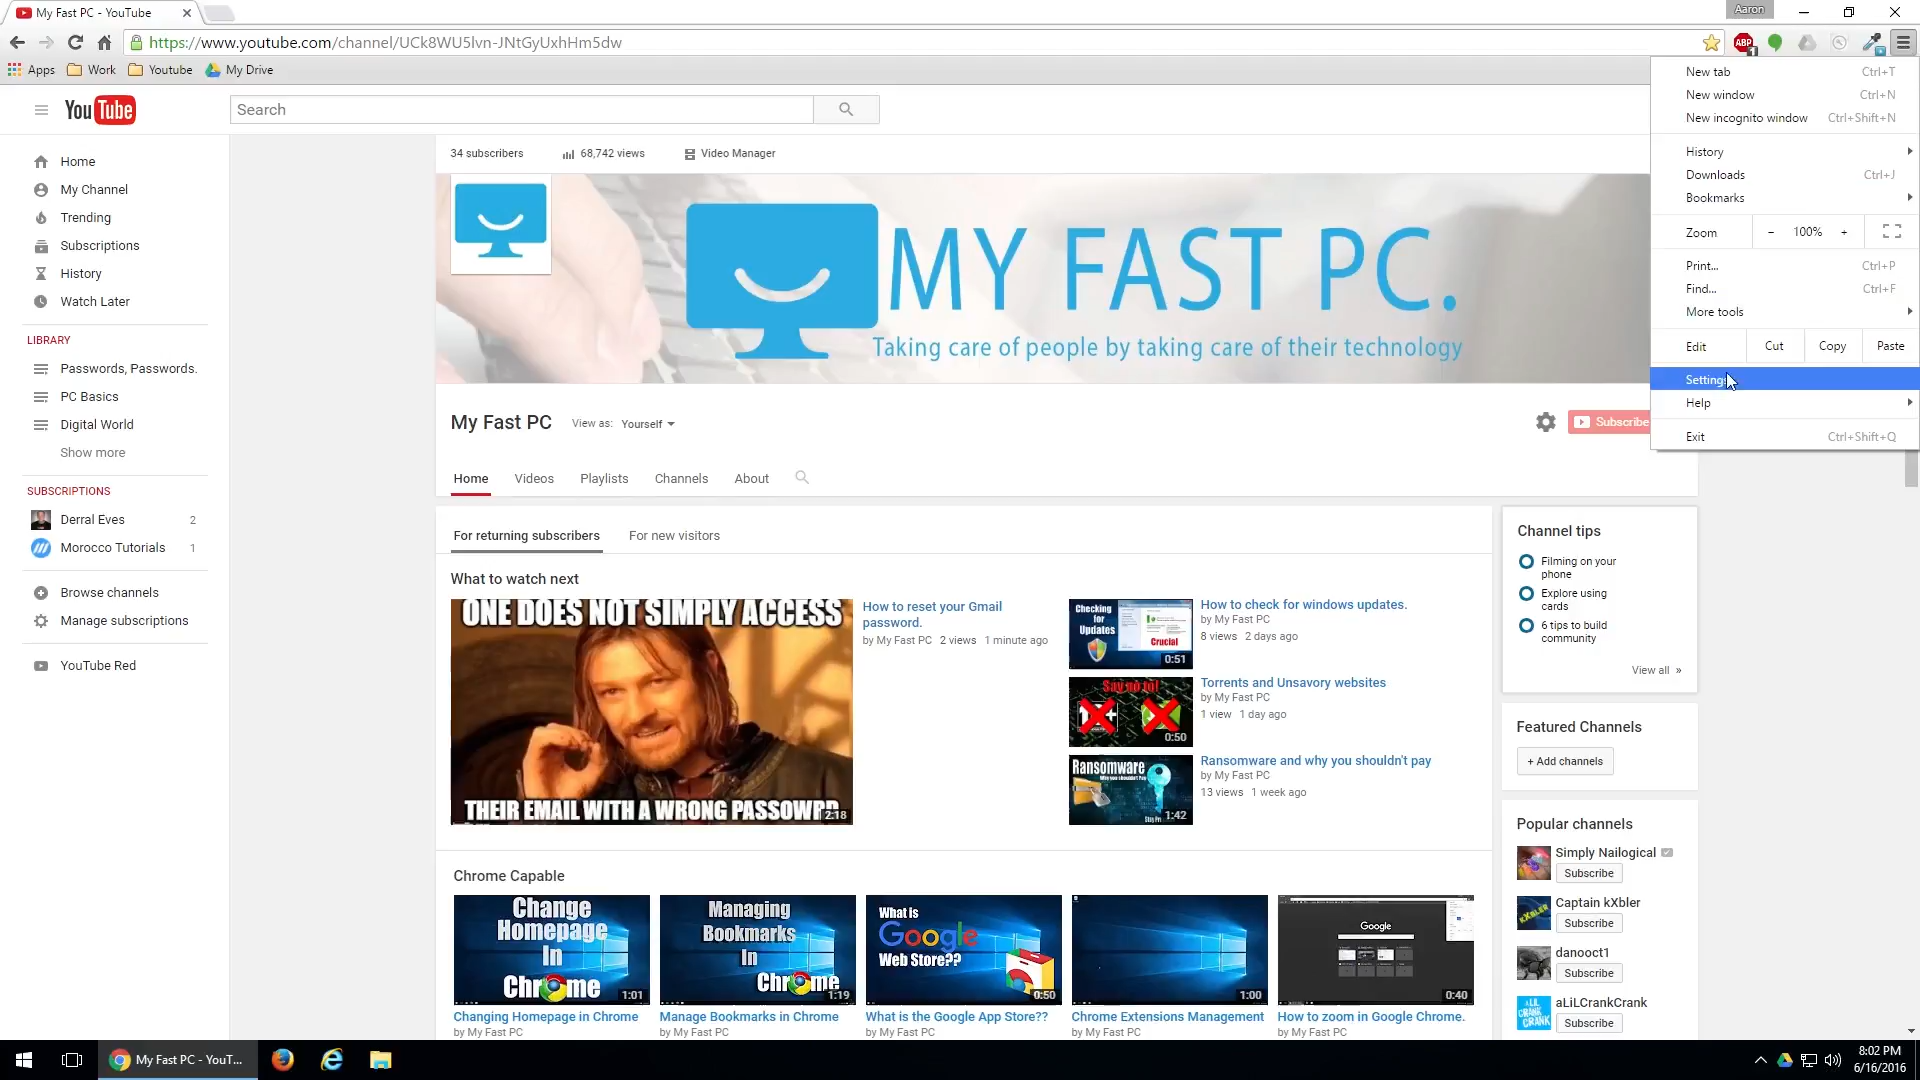 My Fast PC - YouTube
Aaron
https://www.youtube.com/channel/UCk8WU5lvn-JNtGyUxhHm5dw
ABP
1
Apps
Work
Youtube
My Drive
YouTube
Search
Home
My Channel
Trending
Subscriptions
History
Watch Later
LIBRARY
Passwords, Passwords.
PC Basics
Digital World
Show more
SUBSCRIPTIONS
Derral Eves 2
Morocco Tutorials 1
Browse channels
Manage subscriptions
YouTube Red
34 subscribers
68,742 views
Video Manager
MY FAST PC.
Taking care of people by taking care of their technology
My Fast PC
View as: Yourself
Subscribe
Home
Videos
Playlists
Channels
About
For returning subscribers
For new visitors
What to watch next
ONE DOES NOT SIMPLY ACCESS
THEIR EMAIL WITH A WRONG PASSOWRD
2:18
How to reset your Gmail
password.
by My Fast PC 2 views 1 minute ago
Checking
for
Updates
Crucial
0:51
How to check for windows updates.
by My Fast PC
8 views 2 days ago
Say no to!
0:50
Torrents and Unsavory websites
by My Fast PC
1 view 1 day ago
Ransomware
1:42
Ransomware and why you shouldn't pay
by My Fast PC
13 views 1 week ago
Chrome Capable
Change
Homepage
In
Chrome
1:01
Changing Homepage in Chrome
by My Fast PC
Managing
Bookmarks
In
Chrome
1:19
Manage Bookmarks in Chrome
by My Fast PC
What is
Google
Web Store??
0:50
What is the Google App Store??
by My Fast PC
1:00
Chrome Extensions Management
by My Fast PC
Google
0:40
How to zoom in Google Chrome.
by My Fast PC
Channel tips
Filming on your
phone
Explore using
cards
6 tips to build
community
View all »
Featured Channels
+ Add channels
Popular channels
Simply Nailogical
Subscribe
Captain kXbler
Subscribe
danooct1
Subscribe
aLiLCrankCrank
Subscribe
New tab Ctrl+T
New window Ctrl+N
New incognito window Ctrl+Shift+N
History
Downloads Ctrl+J
Bookmarks
Zoom - 100% +
Print... Ctrl+P
Find... Ctrl+F
More tools
Edit Cut Copy Paste
Settings
Help
Exit Ctrl+Shift+Q
My Fast PC - YouT...
8:02 PM
6/16/2016